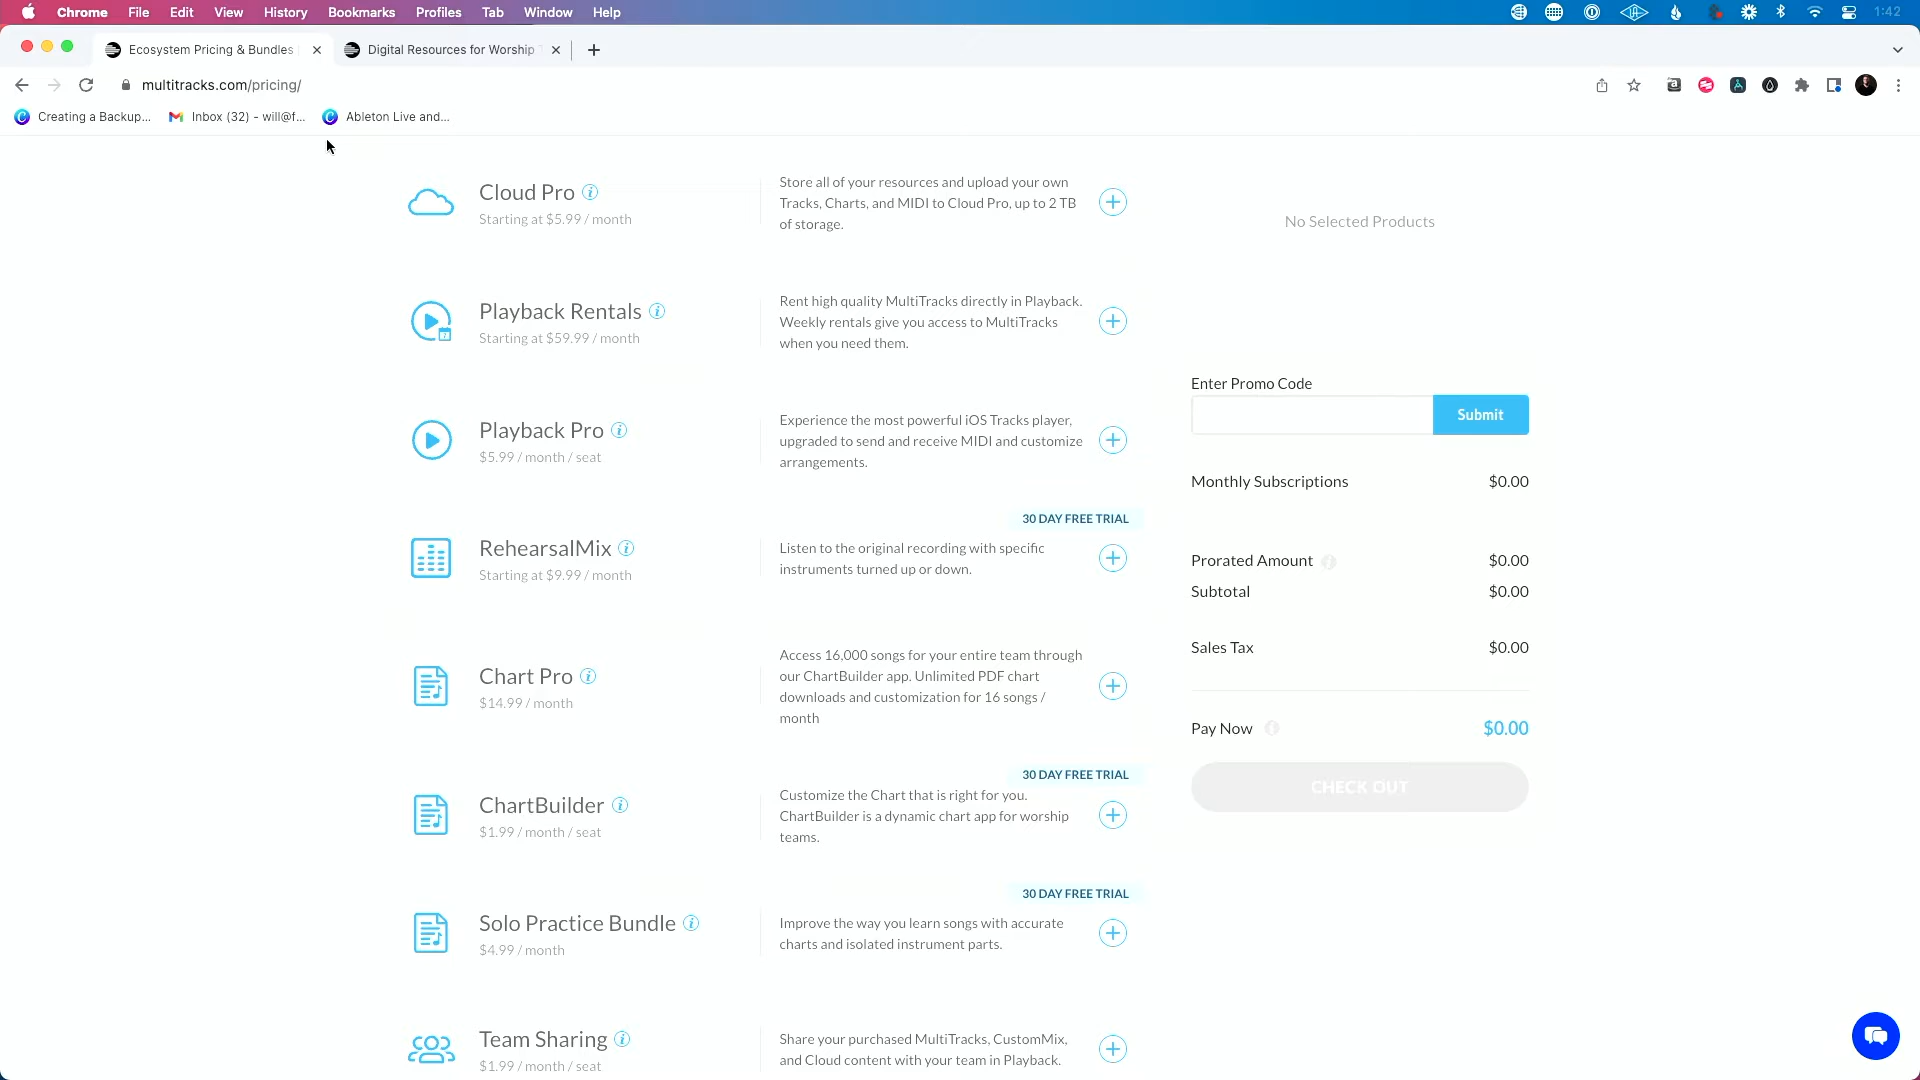 Chrome File Edit View History Bookmarks Profiles Tab Window Help 1:42
Ecosystem Pricing & Bundles
Digital Resources for Worship
multitracks.com/pricing/
Creating a Backup... Inbox (32) - will@f... Ableton Live and...
Cloud Pro
Starting at $5.99 / month
Store all of your resources and upload your own
Tracks, Charts, and MIDI to Cloud Pro, up to 2 TB
of storage.
Playback Rentals
Starting at $59.99 / month
Rent high quality MultiTracks directly in Playback.
Weekly rentals give you access to MultiTracks
when you need them.
Playback Pro
$5.99 / month / seat
Experience the most powerful iOS Tracks player,
upgraded to send and receive MIDI and customize
arrangements.
30 DAY FREE TRIAL
RehearsalMix
Starting at $9.99 / month
Listen to the original recording with specific
instruments turned up or down.
Chart Pro
$14.99 / month
Access 16,000 songs for your entire team through
our ChartBuilder app. Unlimited PDF chart
downloads and customization for 16 songs /
month
30 DAY FREE TRIAL
ChartBuilder
$1.99 / month / seat
Customize the Chart that is right for you.
ChartBuilder is a dynamic chart app for worship
teams.
30 DAY FREE TRIAL
Solo Practice Bundle
$4.99 / month
Improve the way you learn songs with accurate
charts and isolated instrument parts.
Team Sharing
$1.99 / month / seat
Share your purchased MultiTracks, CustomMix,
and Cloud content with your team in Playback.
No Selected Products
Enter Promo Code
Submit
Monthly Subscriptions $0.00
Prorated Amount $0.00
Subtotal $0.00
Sales Tax $0.00
Pay Now $0.00
CHECK OUT